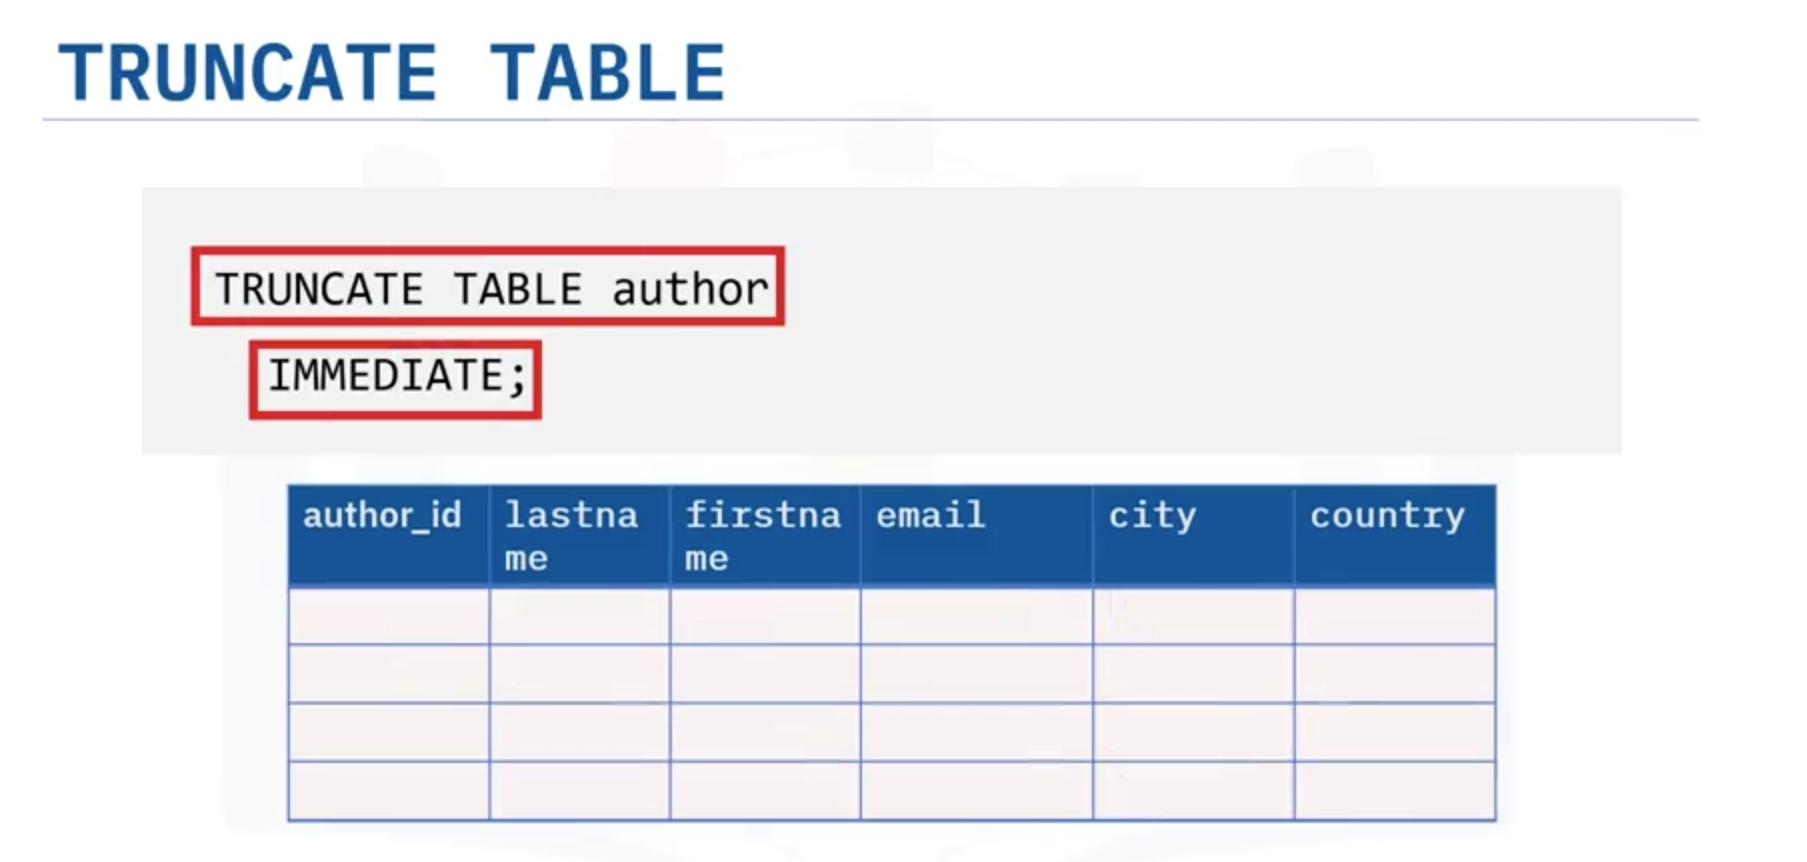 TRUNCATE TABLE
TRUNCATE TABLE author
IMMEDIATE;
author_id lastna firstna email city country
me me